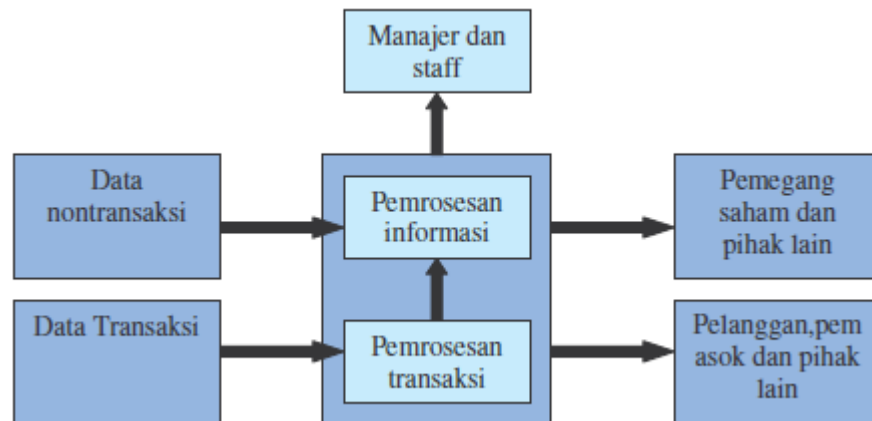 Manajer dan
staff
Data
nontransaksi
Pemrosesan
informasi
Pemegang
saham dan
pihak lain
Data Transaksi
Pemrosesan
transaksi
Pelanggan,pem
asok dan pihak
lain